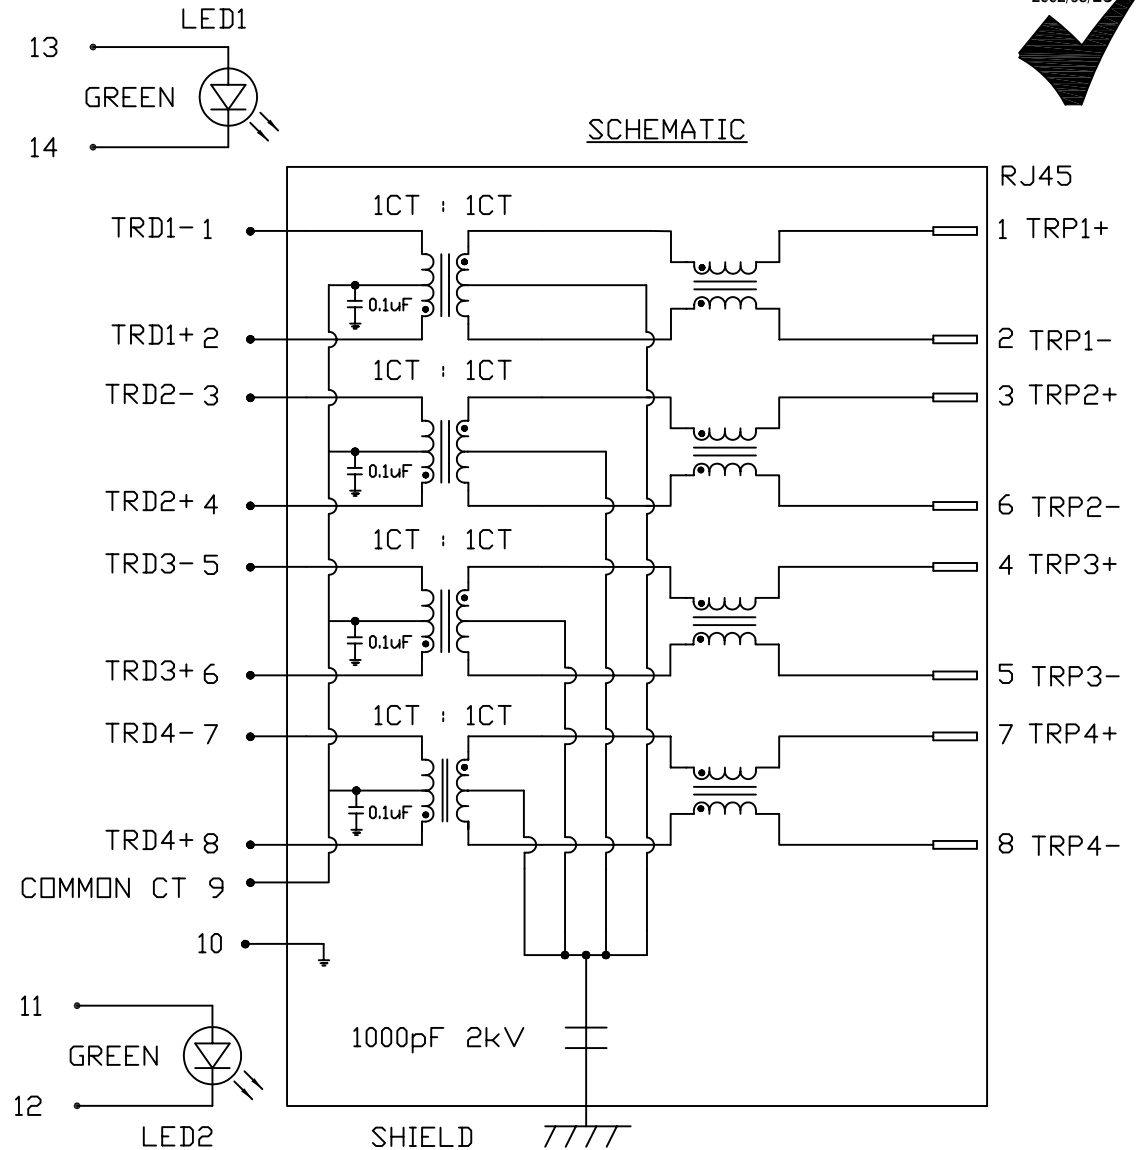 LED1
13
GREEN
14
SCHEMATIC
RJ45
1CT : 1CT
TRD1- 1
1 TRP1+
0.1uF
TRD1+ 2
2 TRP1-
1CT : 1CT
TRD2- 3
3 TRP2+
0.1uF
TRD2+ 4
6 TRP2-
1CT : 1CT
TRD3- 5
4 TRP3+
0.1uF
TRD3+ 6
5 TRP3-
1CT : 1CT
TRD4- 7
7 TRP4+
0.1uF
TRD4+ 8
8 TRP4-
COMMON CT 9
10
11
1000pF 2kV
GREEN
12
LED2
SHIELD